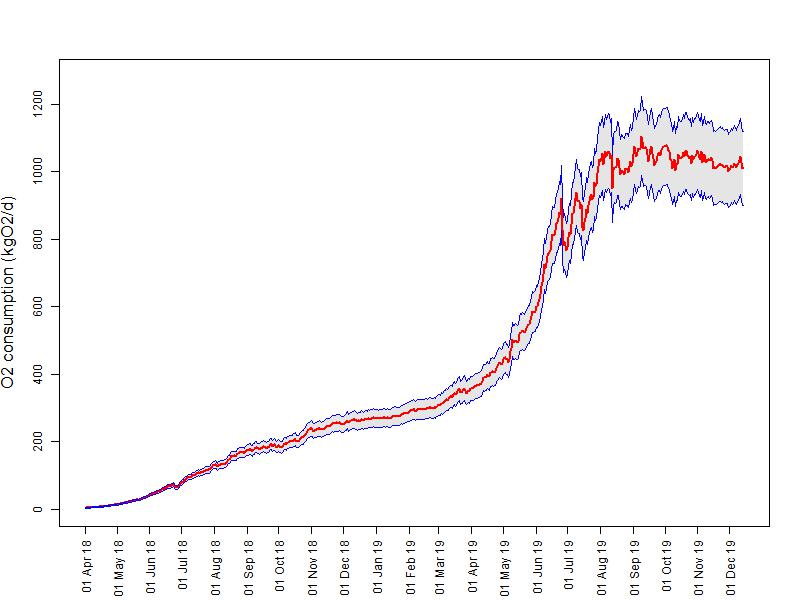 O2 consumption (kgO2/d)
1200
1000
800
600
400
200
0
01 Apr 18
01 May 18
01 Jun 18
01 Jul 18
01 Aug 18
01 Sep 18
01 Oct 18
01 Nov 18
01 Dec 18
01 Jan 19
01 Feb 19
01 Mar 19
01 Apr 19
01 May 19
01 Jun 19
01 Jul 19
01 Aug 19
01 Sep 19
01 Oct 19
01 Nov 19
01 Dec 19